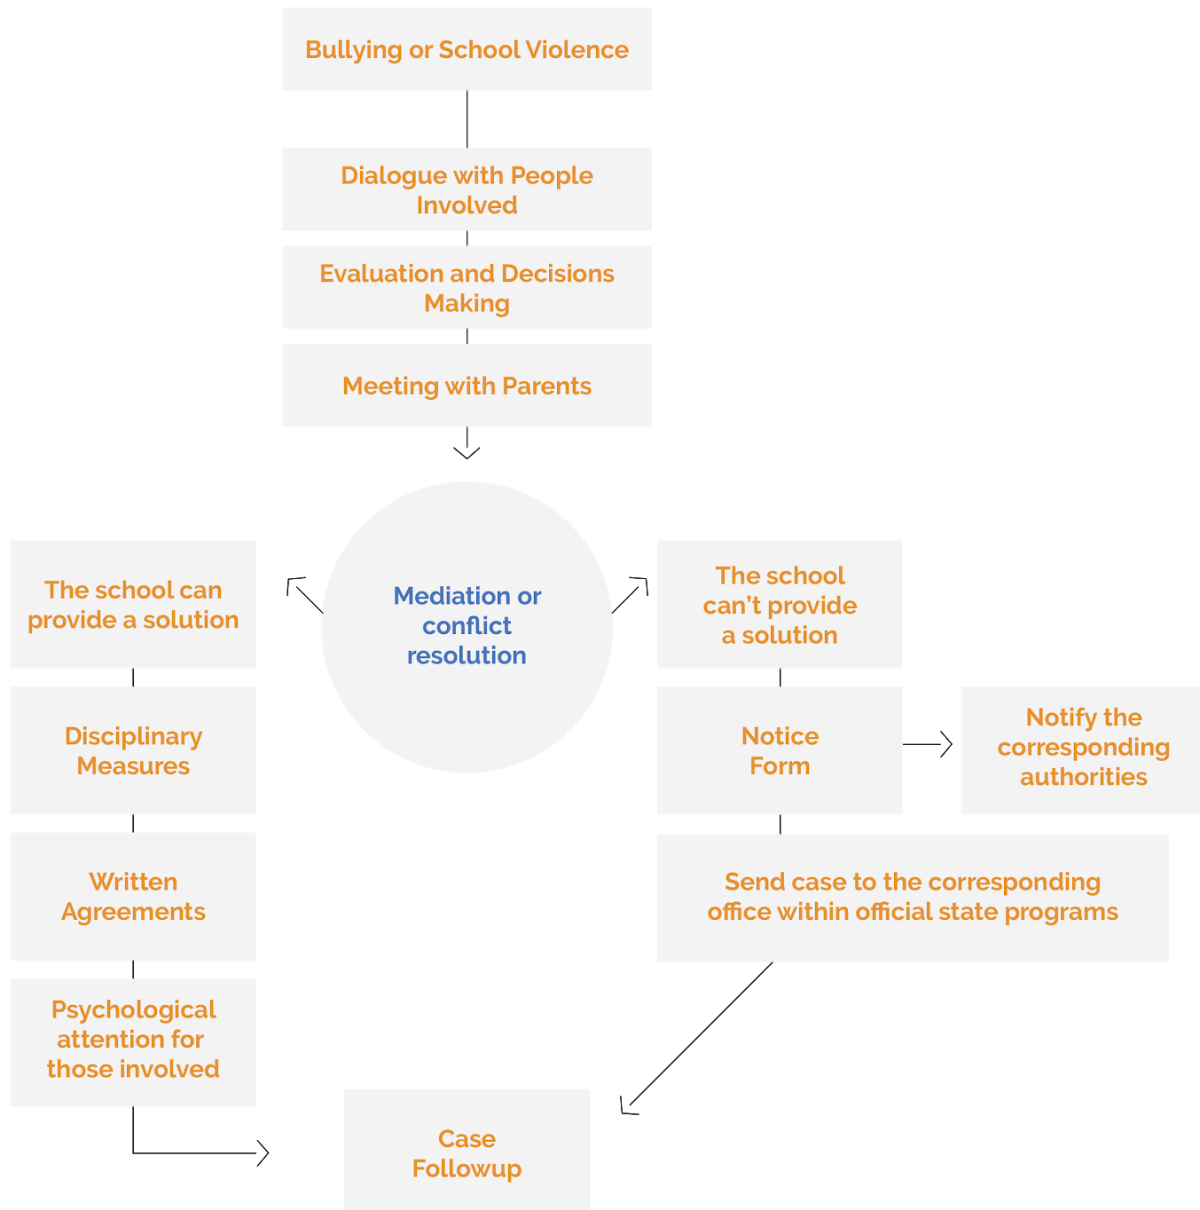 Bullying or School Violence
Dialogue with People
Involved
Evaluation and Decisions
Making
Meeting with Parents
Mediation or
conflict
resolution
The school can
provide a solution
Disciplinary
Measures
Written
Agreements
Psychological
attention for
those involved
The school
can’t provide
a solution
Notice
Form
Notify the
corresponding
authorities
Send case to the corresponding
office within official state programs
Case
Followup